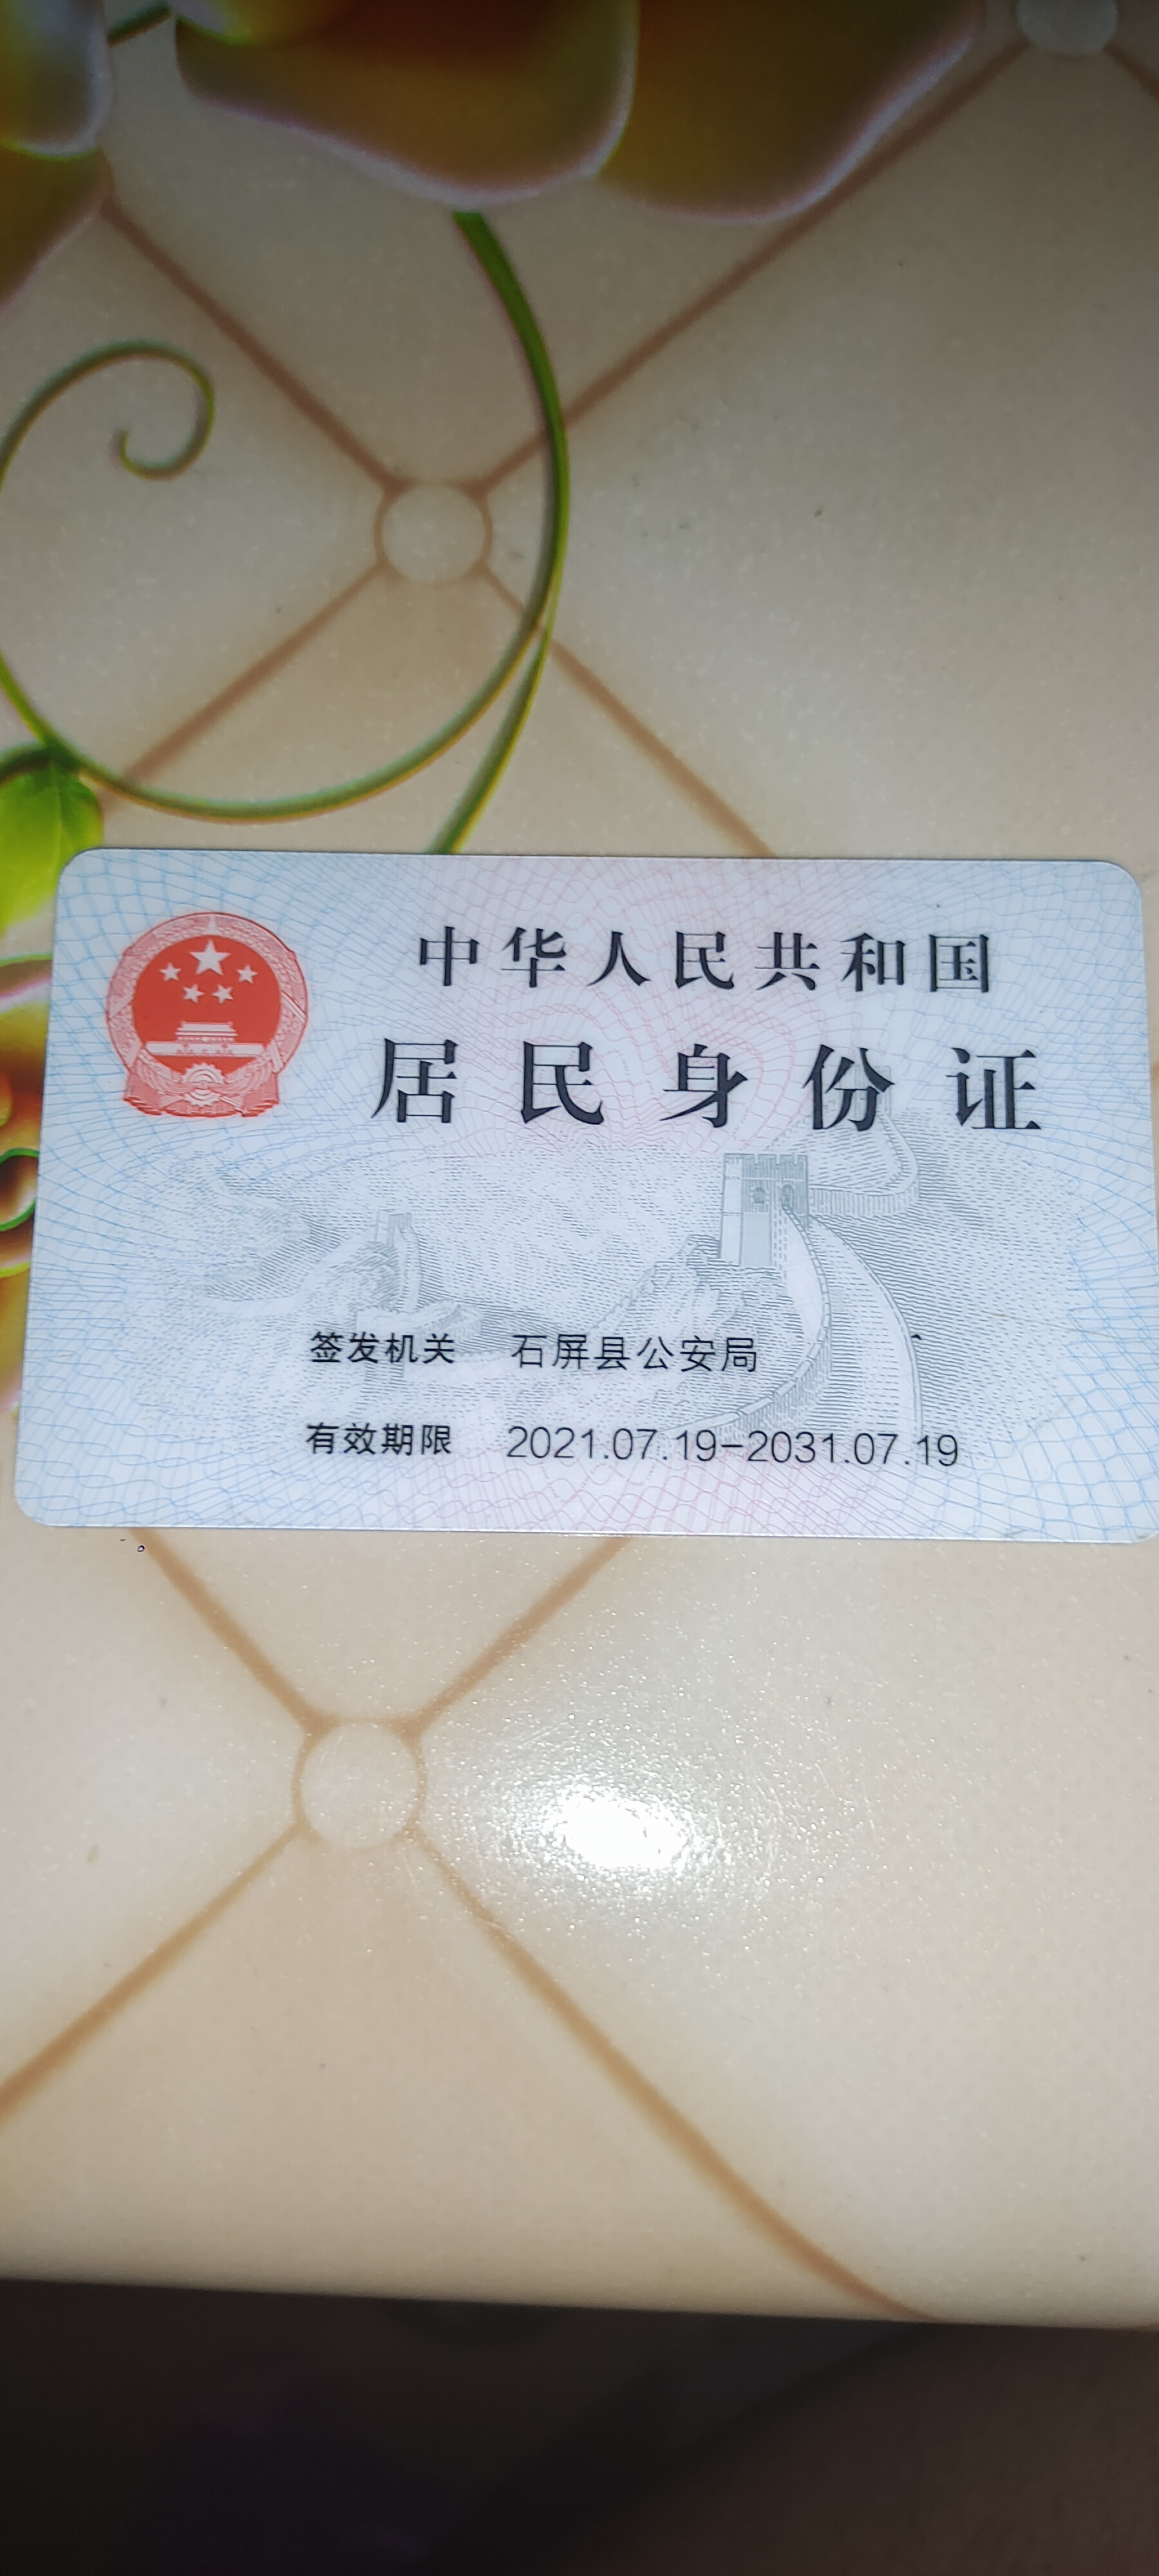 中华人民共和国
居民身份证
签发机关 石屏县公安局
有效期限 2021.07.19-2031.07.19